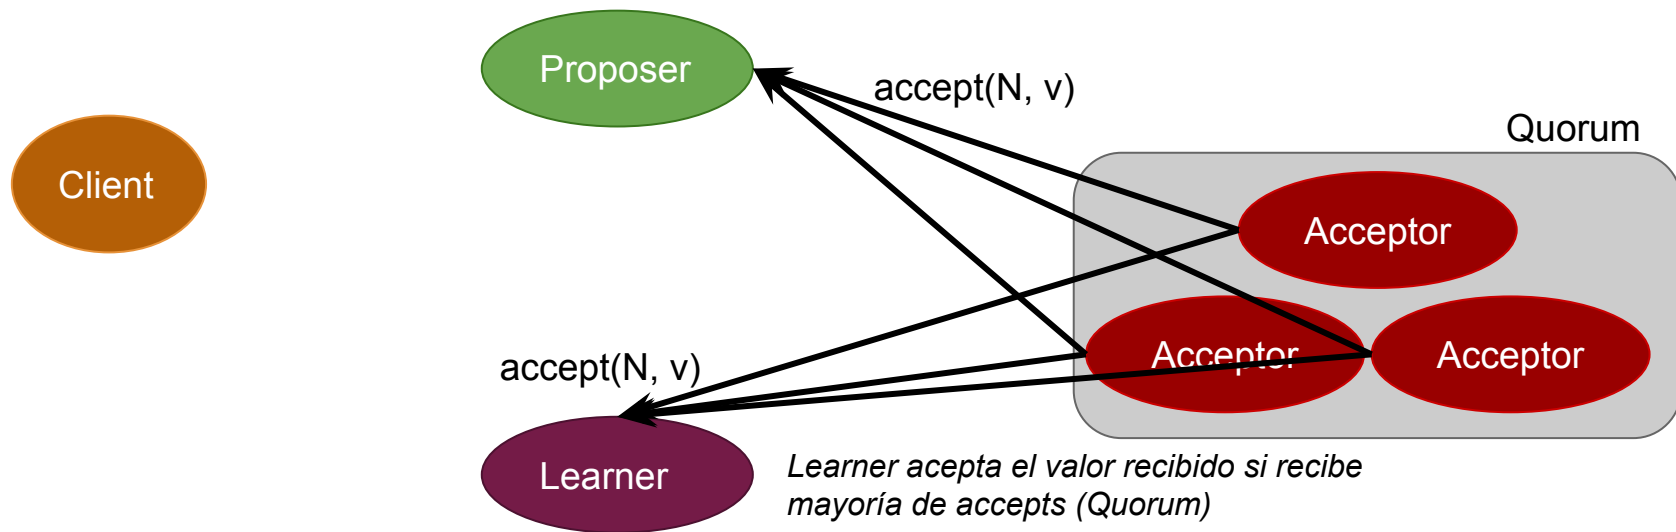 Proposer
accept(N, v)
Quorum
Client
Acceptor
Acceptor
Acceptor
accept(N, v)
Learner
Learner acepta el valor recibido si recibe
mayoría de accepts (Quorum)